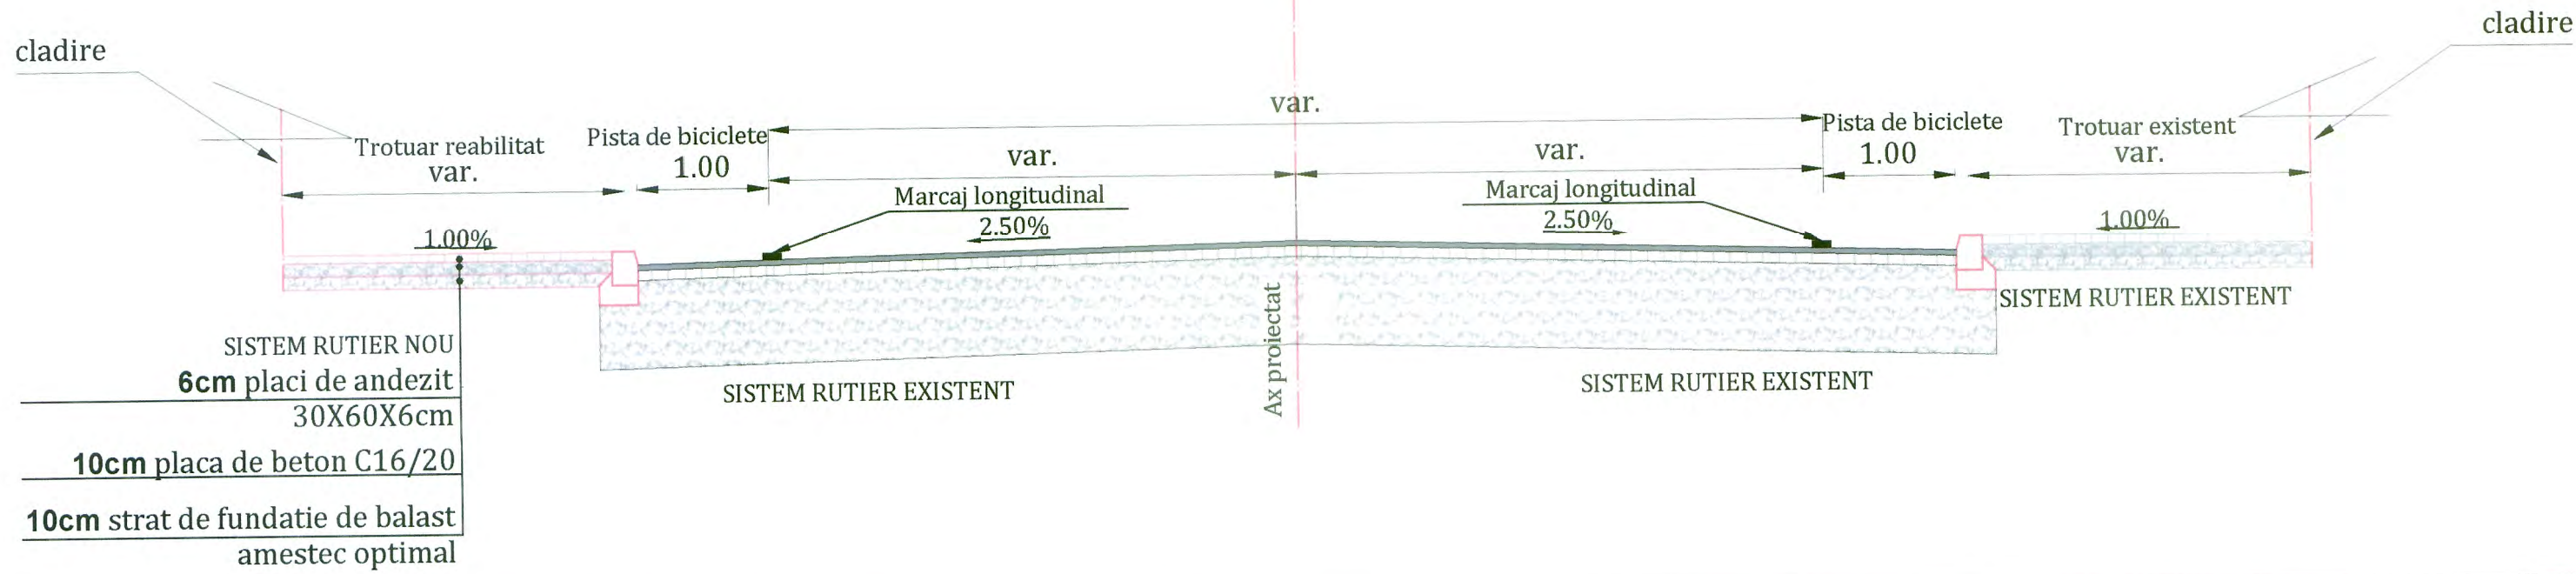 cladire
cladire
var.
Trotuar reabilitat
var.
Pista de biciclete
1.00
var.
var.
Pista de biciclete
1.00
Trotuar existent
var.
Marcaj longitudinal
2.50%
Marcaj longitudinal
2.50%
1.00%
1.00%
SISTEM RUTIER NOU
6cm placi de andezit
30X60X6cm
10cm placa de beton C16/20
10cm strat de fundatie de balast
amestec optimal
SISTEM RUTIER EXISTENT
Ax proiectat
SISTEM RUTIER EXISTENT
SISTEM RUTIER EXISTENT